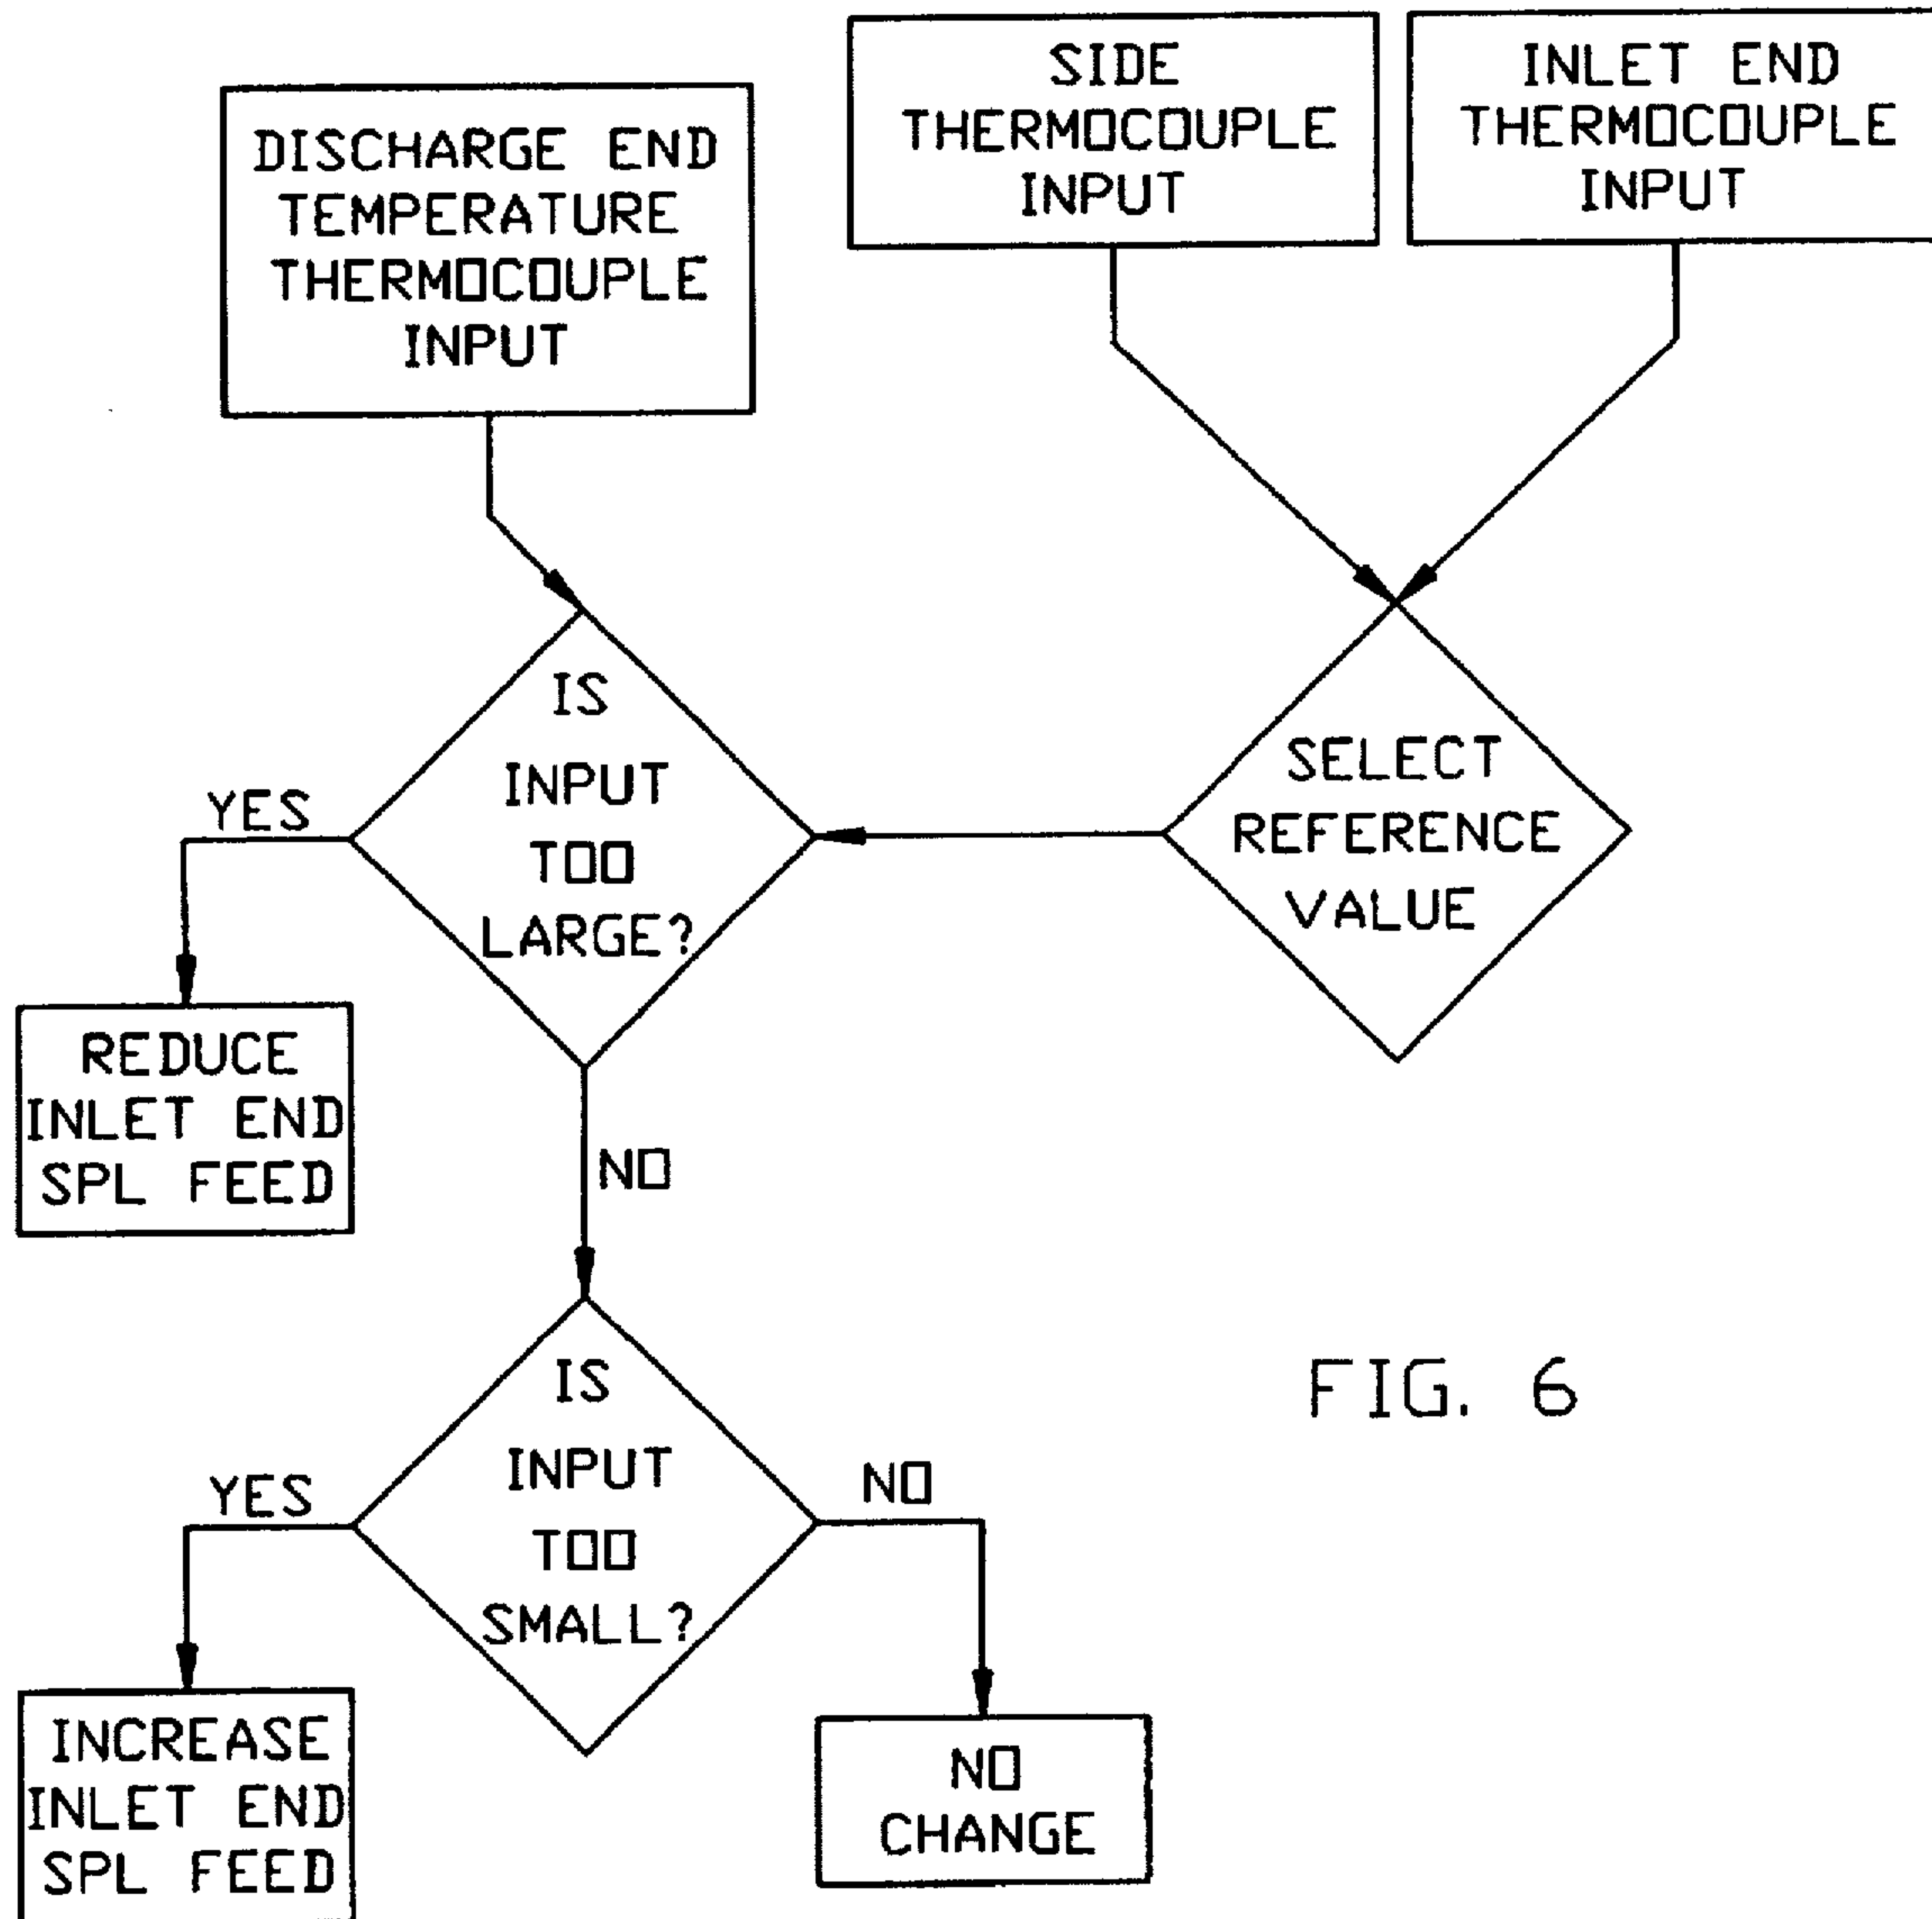 SIDE
THERMOCOUPLE
INPUT
INLET END
THERMOCOUPLE
INPUT
DISCHARGE END
TEMPERATURE
THERMOCOUPLE
INPUT
IS
INPUT
TOO
LARGE?
SELECT
REFERENCE
VALUE
YES
REDUCE
INLET END
SPL FEED
NO
IS
INPUT
TOO
SMALL?
FIG. 6
YES
NO
INCREASE
INLET END
SPL FEED
NO
CHANGE